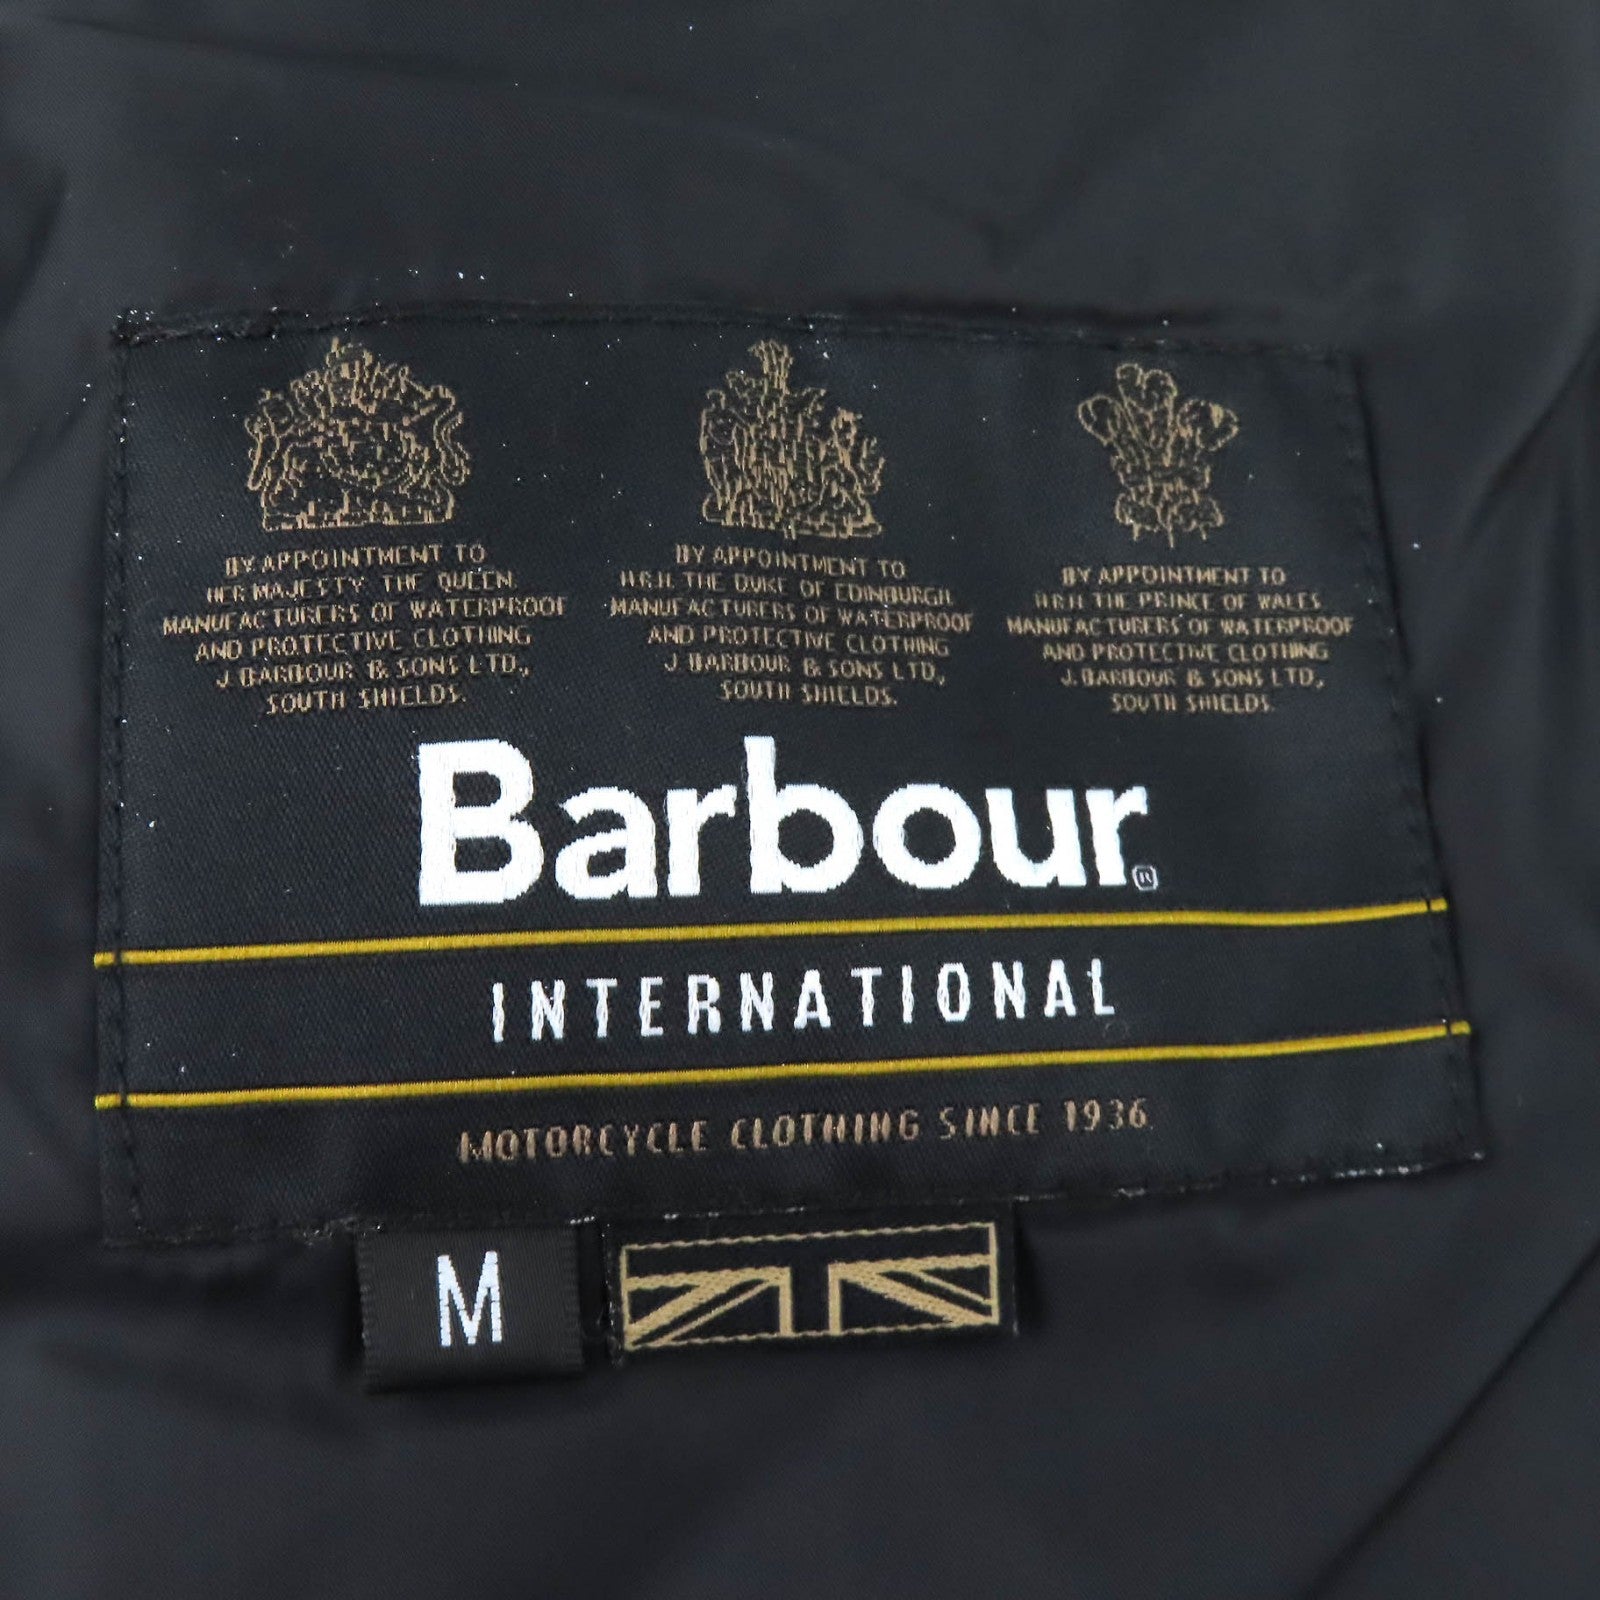 BY APPOINTMENT TO
HER MAJESTY THE QUEEN
MANUFACTURERS OF WATERPROOF
AND PROTECTIVE CLOTHING
J. BARBOUR & SONS LTD.,
SOUTH SHIELDS.
BY APPOINTMENT TO
H.R.H. THE DUKE OF EDINBURGH
MANUFACTURERS OF WATERPROOF
AND PROTECTIVE CLOTHING
J. BARBOUR & SONS LTD,
SOUTH SHIELDS.
BY APPOINTMENT TO
H.R.H. THE PRINCE OF WALES
MANUFACTURERS OF WATERPROOF
AND PROTECTIVE CLOTHING
J. BARBOUR & SONS LTD,
SOUTH SHIELDS.
Barbour®
INTERNATIONAL
MOTORCYCLE CLOTHING SINCE 1936
M